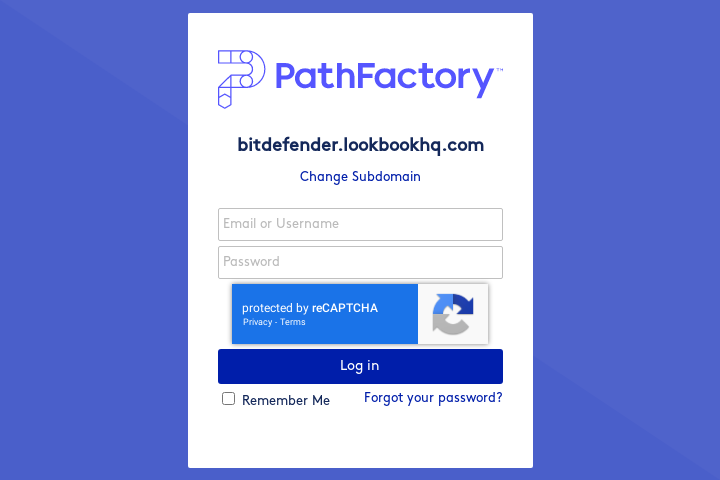 PathFactory™
bitdefender.lookbookhq.com
Change Subdomain
Email or Username
Password
protected by reCAPTCHA
Privacy - Terms
Log in
Remember Me
Forgot your password?